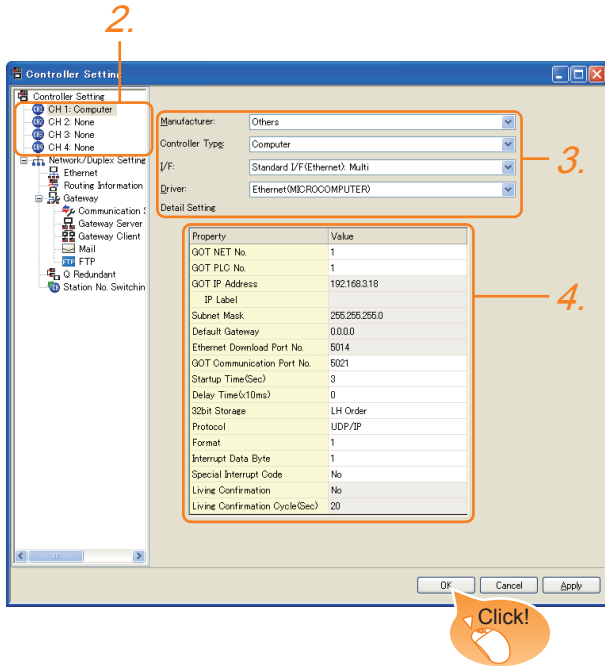 2.
Controller Setting
Controller Setting
CH 1: Computer
CH 2: None
CH 3: None
CH 4: None
Network/Duplex Setting
Ethernet
Routing Information
Gateway
Communication S
Gateway Server
Gateway Client
Mail
FTP FTP
Q Redundant
Station No. Switchin
Manufacturer: Others
Controller Type: Computer
I/F: Standard I/F(Ethernet): Multi
Driver: Ethernet(MICROCOMPUTER)
Detail Setting
3.
Property Value
GOT NET No. 1
GOT PLC No. 1
GOT IP Address 192.168.3.18
IP Label
Subnet Mask 255.255.255.0
Default Gateway 0.0.0.0
Ethernet Download Port No. 5014
GOT Communication Port No. 5021
Startup Time(Sec) 3
Delay Time(x10ms) 0
32bit Storage LH Order
Protocol UDP/IP
Format 1
Interrupt Data Byte 1
Special Interrupt Code No
Living Confirmation No
Living Confirmation Cycle(Sec) 20
4.
OK Cancel Apply
Click!